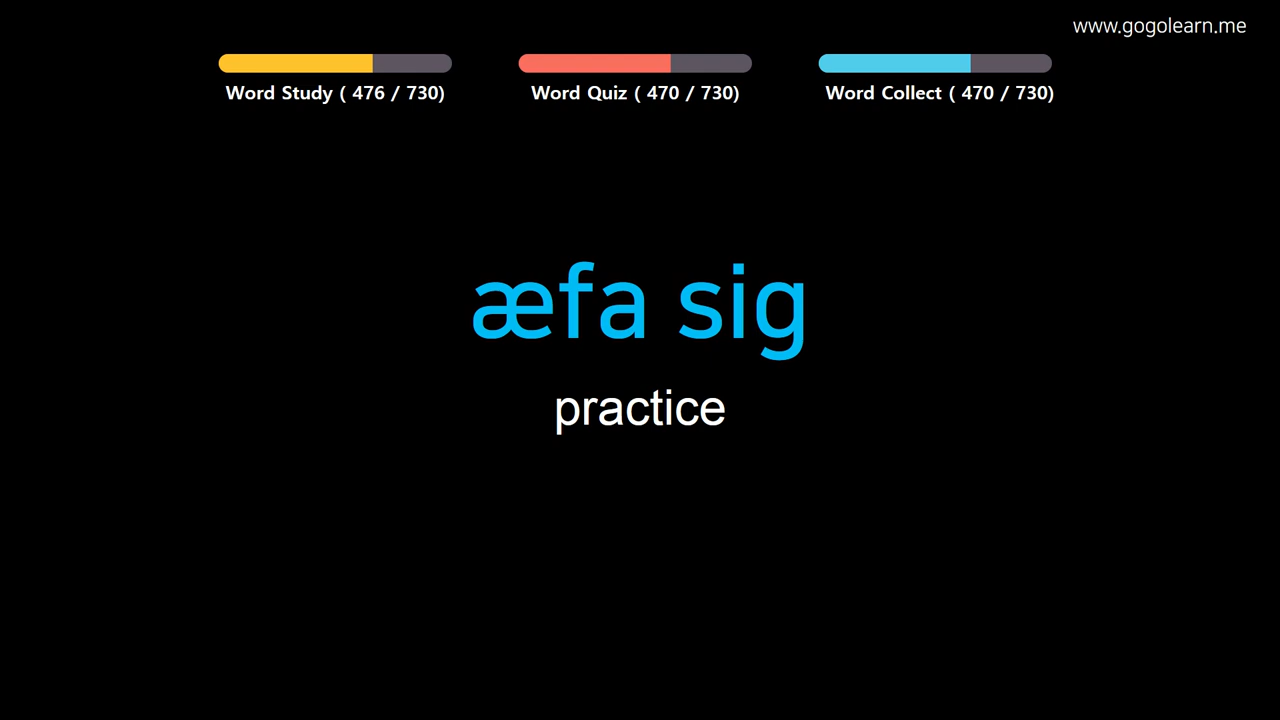 www.gogolearn.me
Word Study ( 476 / 730)
Word Quiz ( 470 / 730)
Word Collect ( 470 / 730)
æfa sig
practice